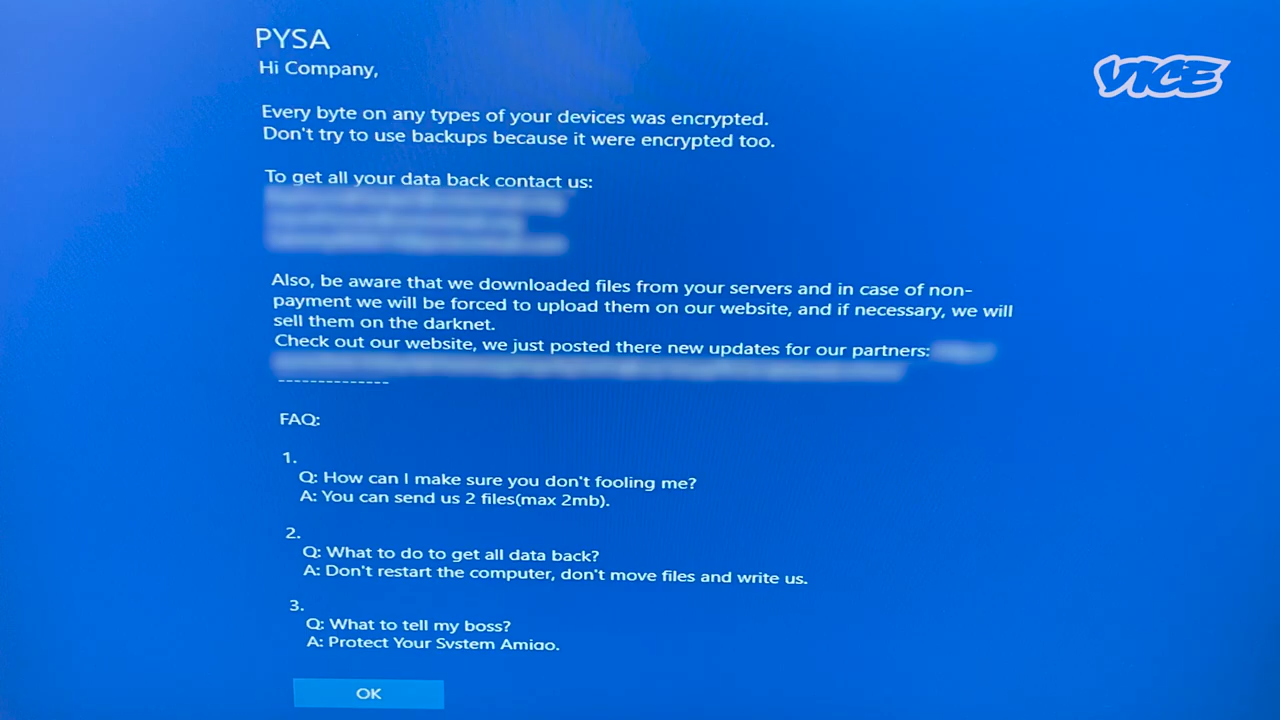 PYSA
VICE
Hi Company,
Every byte on any types of your devices was encrypted.
Don't try to use backups because it were encrypted too.
To get all your data back contact us:
Also, be aware that we downloaded files from your servers and in case of non-
payment we will be forced to upload them on our website, and if necessary, we will
sell them on the darknet.
Check out our website, we just posted there new updates for our partners:
--------------
FAQ:
1.
Q: How can I make sure you don't fooling me?
A: You can send us 2 files(max 2mb).
2.
Q: What to do to get all data back?
A: Don't restart the computer, don't move files and write us.
3.
Q: What to tell my boss?
A: Protect Your System Amigo.
OK